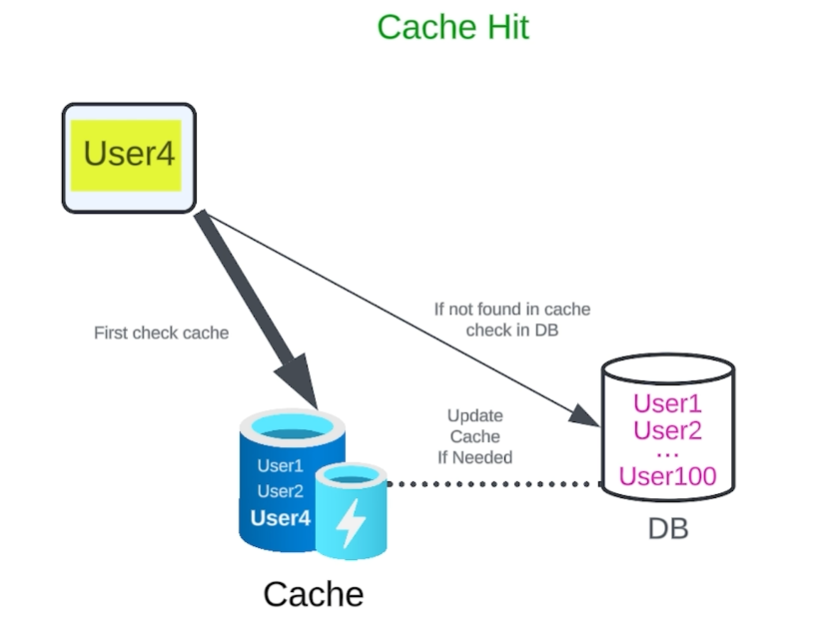 Cache Hit
User4
First check cache
If not found in cache
check in DB
Update
Cache
If Needed
User1
User2
...
User100
DB
User1
User2
User4
Cache